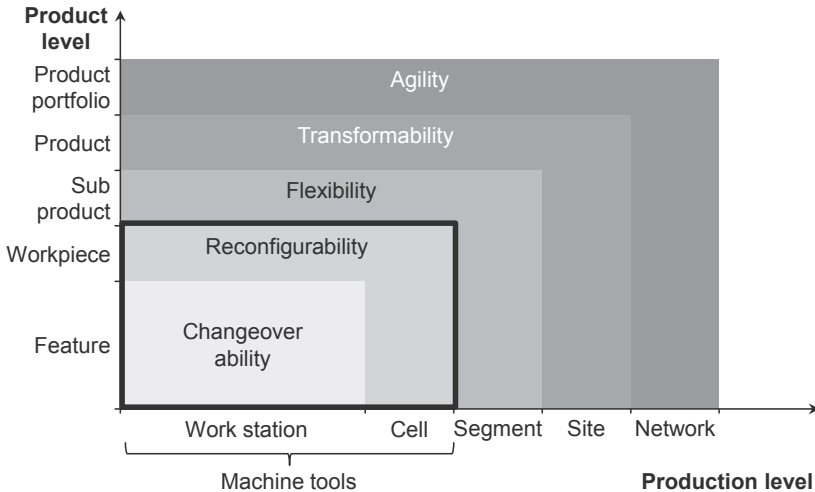 Product
level
Product
portfolio
Agility
Product
Transformability
Sub
product
Flexibility
Workpiece
Reconfigurability
Feature
Changeover
ability
Work station
Cell
Segment
Site
Network
Machine tools
Production level